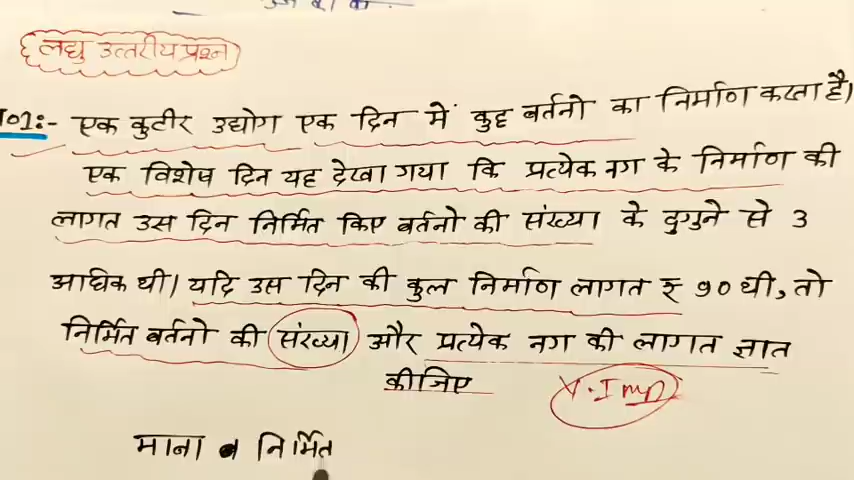 लघु उत्तरीय प्रश्न
01:- एक कुटीर उद्योग एक दिन में कुछ बर्तनो का निर्माण करता है।
एक विशेष दिन यह देखा गया कि प्रत्येक नग के निर्माण की
लागत उस दिन निर्मित किए बर्तनो की संख्या के दुगुने से 3
अधिक थी। यदि उस दिन की कुल निर्माण लागत ₹ 90 थी, तो
निर्मित बर्तनो की संख्या और प्रत्येक नग की लागत ज्ञात
कीजिए V. Imp
माना निर्मित